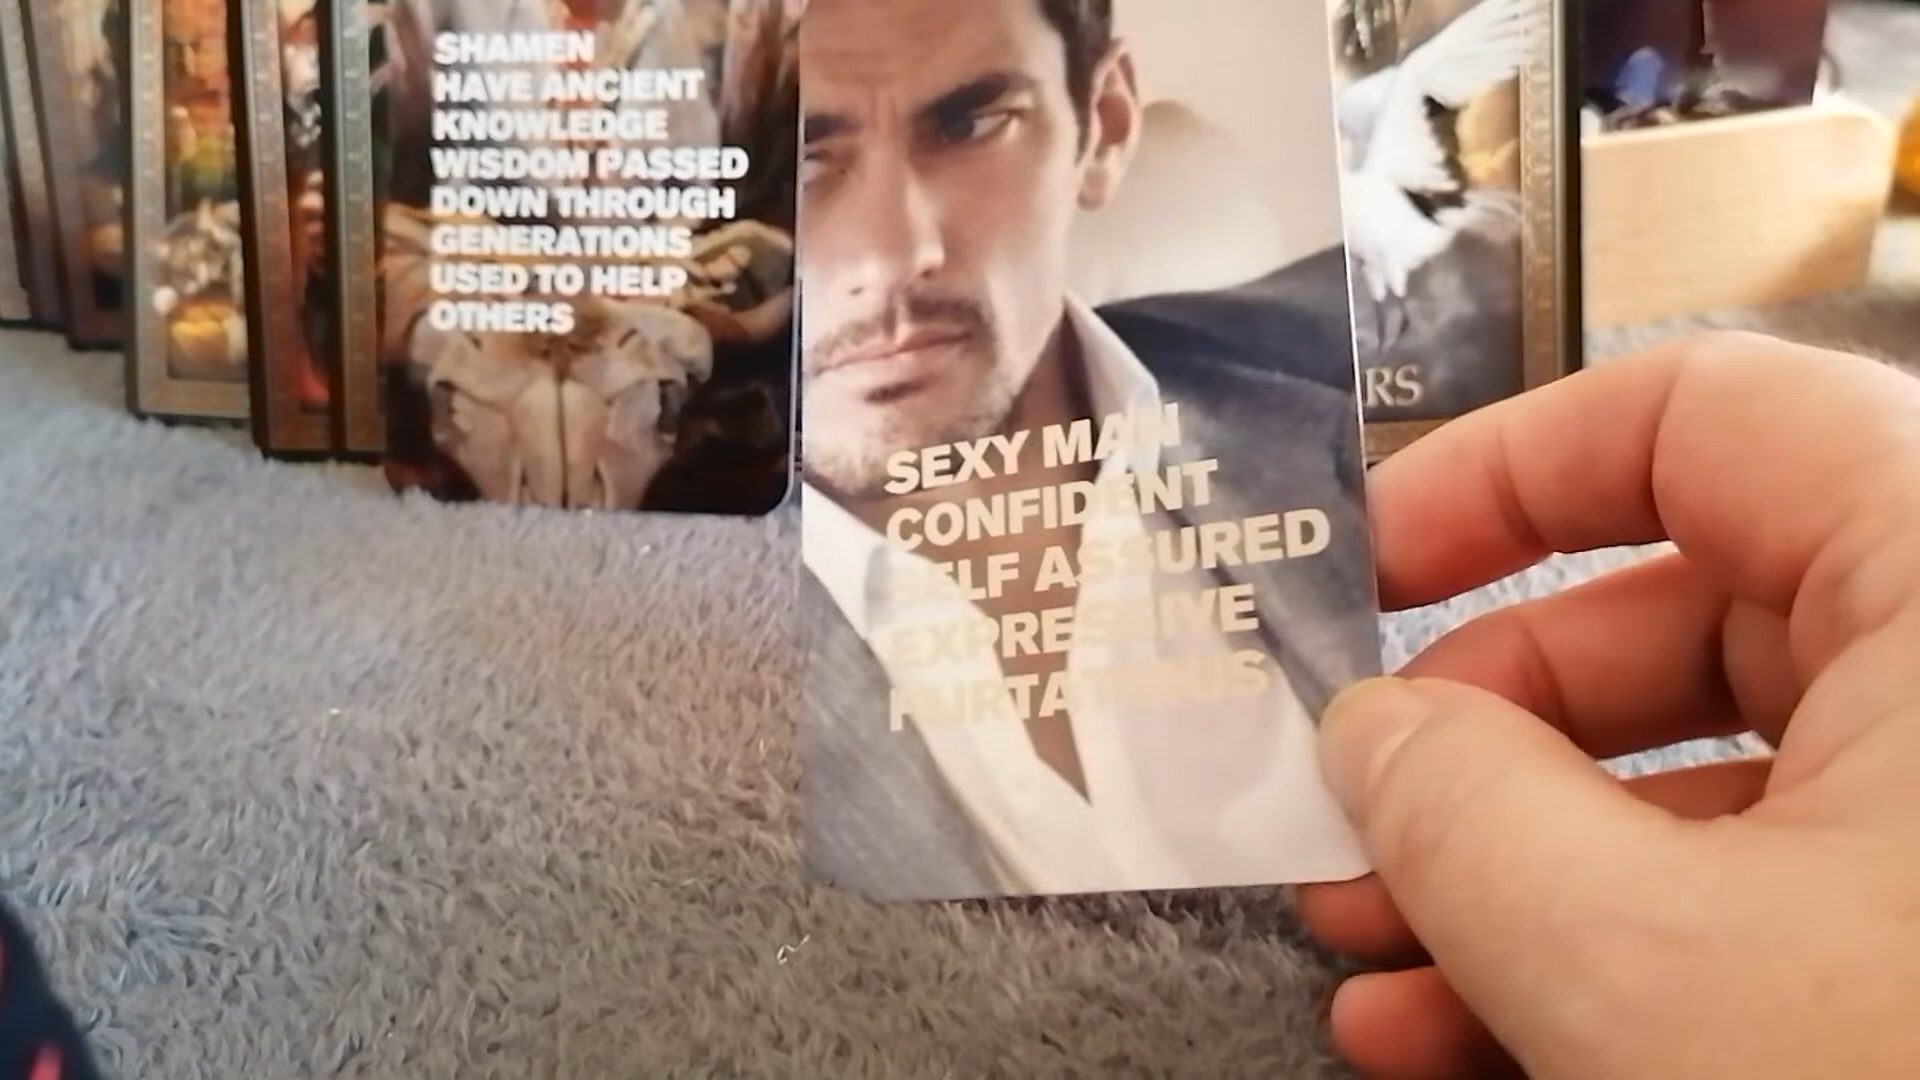 SHAMEN
HAVE ANCIENT
KNOWLEDGE
WISDOM PASSED
DOWN THROUGH
GENERATIONS
USED TO HELP
OTHERS
SEXY MAN
CONFIDENT
SELF ASSURED
EXPRESSIVE
FLIRTATIOUS
RS